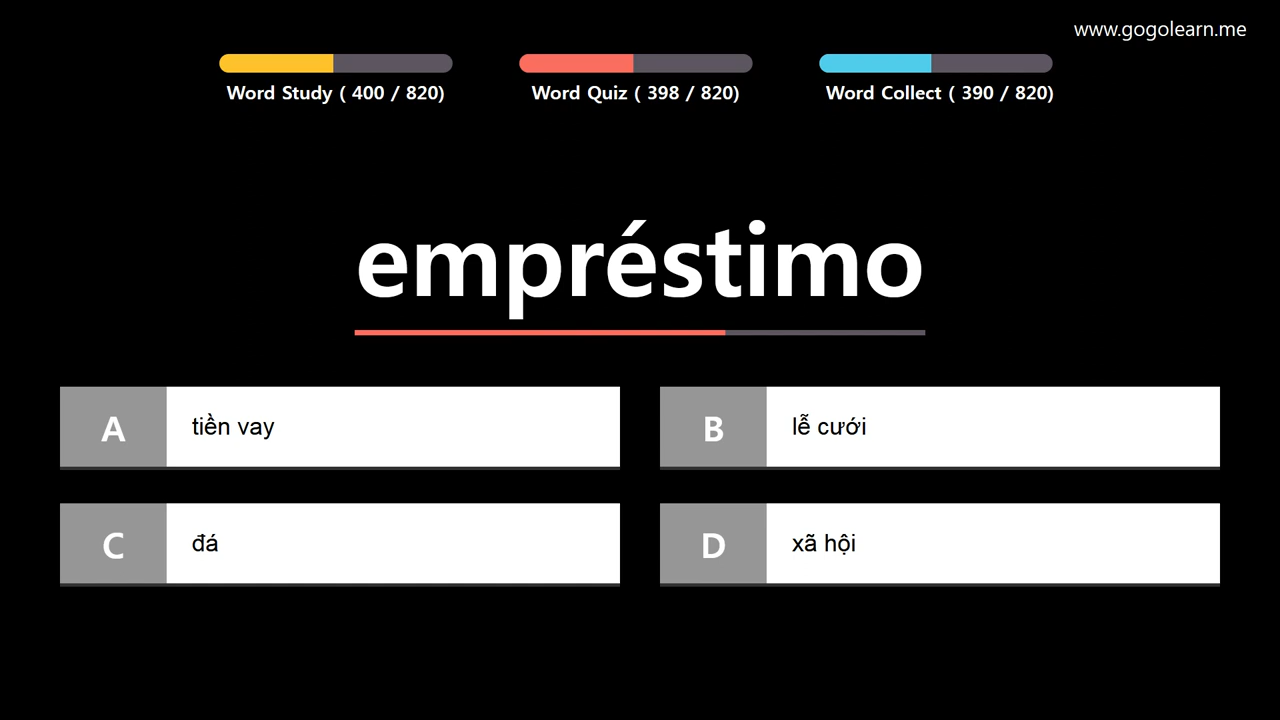 www.gogolearn.me
Word Study ( 400 / 820)
Word Quiz ( 398 / 820)
Word Collect ( 390 / 820)
empréstimo
A
tiền vay
B
lễ cưới
C
đá
D
xã hội